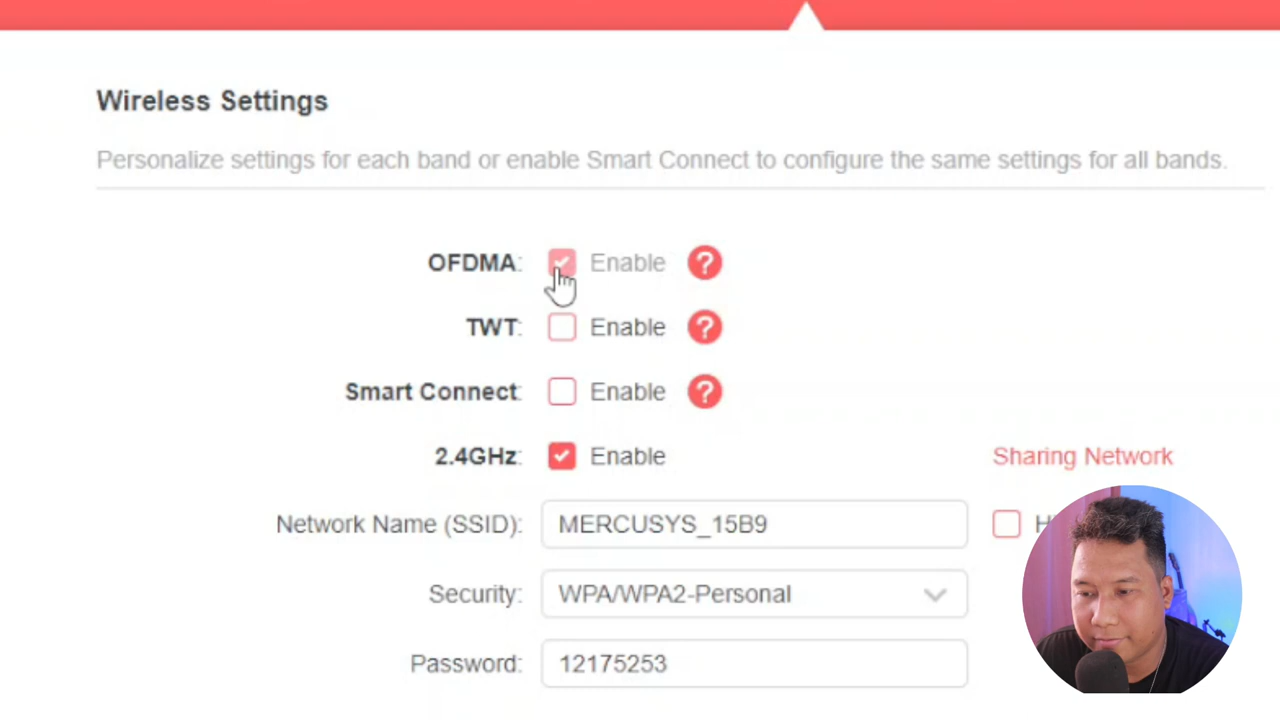 Wireless Settings
Personalize settings for each band or enable Smart Connect to configure the same settings for all bands.
OFDMA: Enable ?
TWT: Enable ?
Smart Connect: Enable ?
2.4GHz: Enable Sharing Network
Network Name (SSID): MERCUSYS_15B9
Security: WPA/WPA2-Personal
Password: 12175253